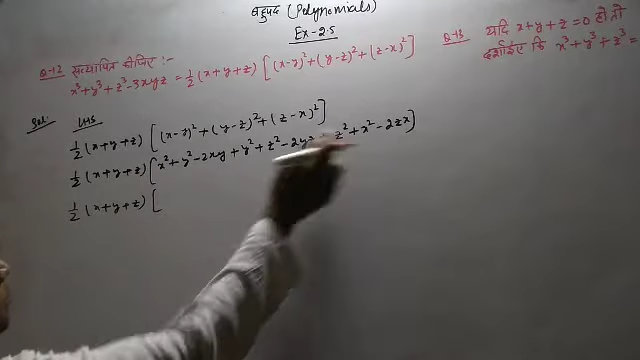 बहुपद (Polynomials)
Ex-2.5
Q-12 सत्यापित कीजिए :-
x³+y³+z³-3xyz = 1/2 (x+y+z) [(x-y)²+(y-z)²+(z-x)²]
Q-13 यदि x+y+z=0 हो तो
दर्शाइए कि x³+y³+z³ =
Sol:
1/2 (x+y+z) [(x-y)²+(y-z)²+(z-x)²]
1/2 (x+y+z) [x²+y²-2xy+y²+z²-2y z²+x²-2zx]
1/2 (x+y+z) [